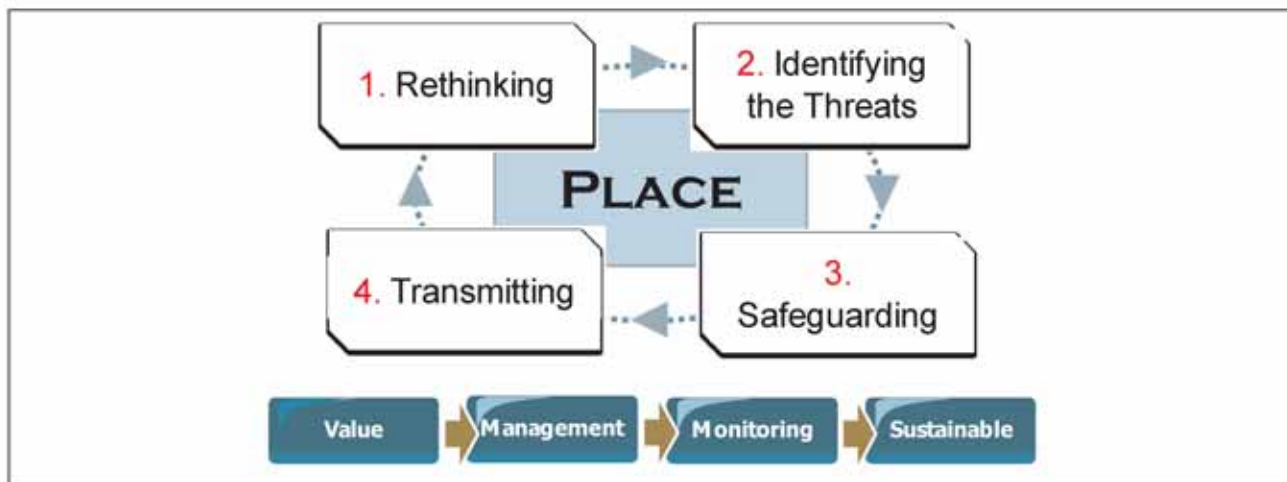 1. Rethinking
2. Identifying
the Threats
PLACE
4. Transmitting
3.
Safeguarding
Value
Management
Monitoring
Sustainable